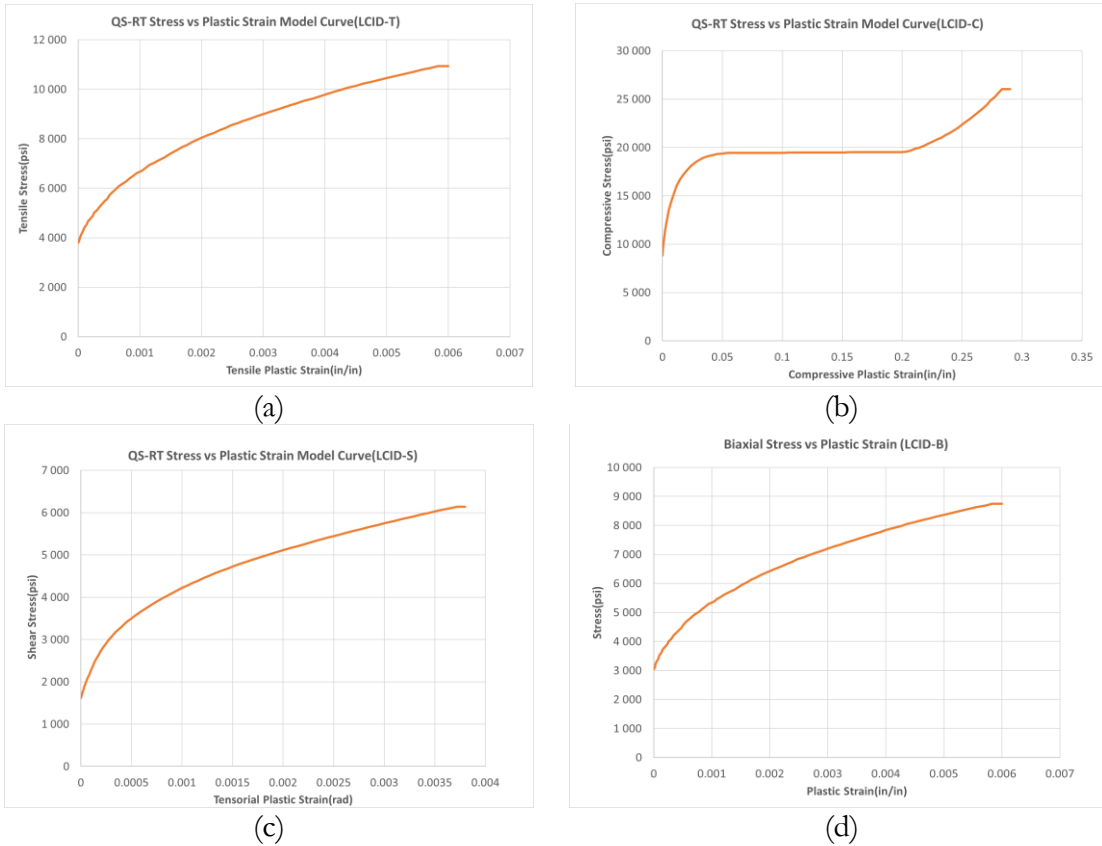 QS-RT Stress vs Plastic Strain Model Curve(LCID-T)
12 000
10 000
8 000
6 000
4 000
2 000
0
Tensile Stress(psi)
0 0.001 0.002 0.003 0.004 0.005 0.006 0.007
Tensile Plastic Strain(in/in)
(a)
QS-RT Stress vs Plastic Strain Model Curve(LCID-C)
30 000
25 000
20 000
15 000
10 000
5 000
0
Compressive Stress(psi)
0 0.05 0.1 0.15 0.2 0.25 0.3 0.35
Compressive Plastic Strain(in/in)
(b)
QS-RT Stress vs Plastic Strain Model Curve(LCID-S)
7 000
6 000
5 000
4 000
3 000
2 000
1 000
0
Shear Stress(psi)
0 0.0005 0.001 0.0015 0.002 0.0025 0.003 0.0035 0.004
Tensorial Plastic Strain(rad)
(c)
Biaxial Stress vs Plastic Strain (LCID-B)
10 000
9 000
8 000
7 000
6 000
5 000
4 000
3 000
2 000
1 000
0
Stress(psi)
0 0.001 0.002 0.003 0.004 0.005 0.006 0.007
Plastic Strain(in/in)
(d)